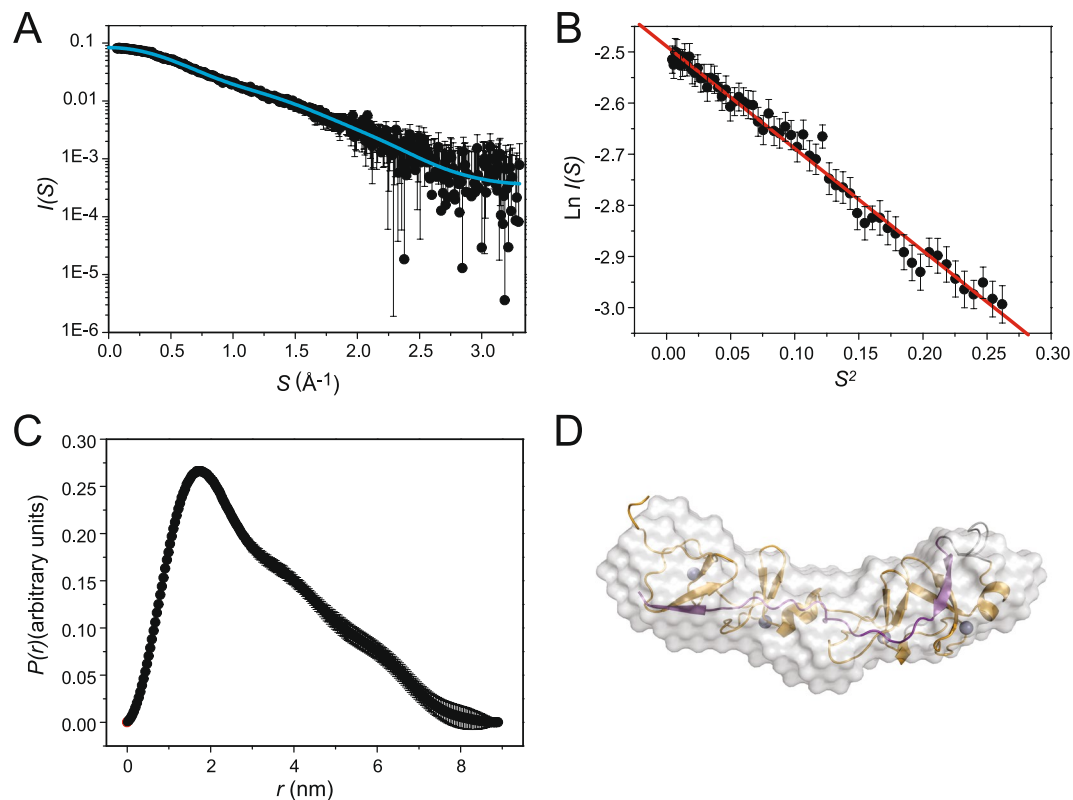 A
0.1
0.01
1E-3
1E-4
1E-5
1E-6
I(S)
0.0 0.5 1.0 1.5 2.0 2.5 3.0
S (Å⁻¹)
B
-2.5
-2.6
-2.7
-2.8
-2.9
-3.0
Ln I(S)
0.00 0.05 0.10 0.15 0.20 0.25 0.30
S²
C
0.30
0.25
0.20
0.15
0.10
0.05
0.00
P(r)(arbitrary units)
0 2 4 6 8
r (nm)
D